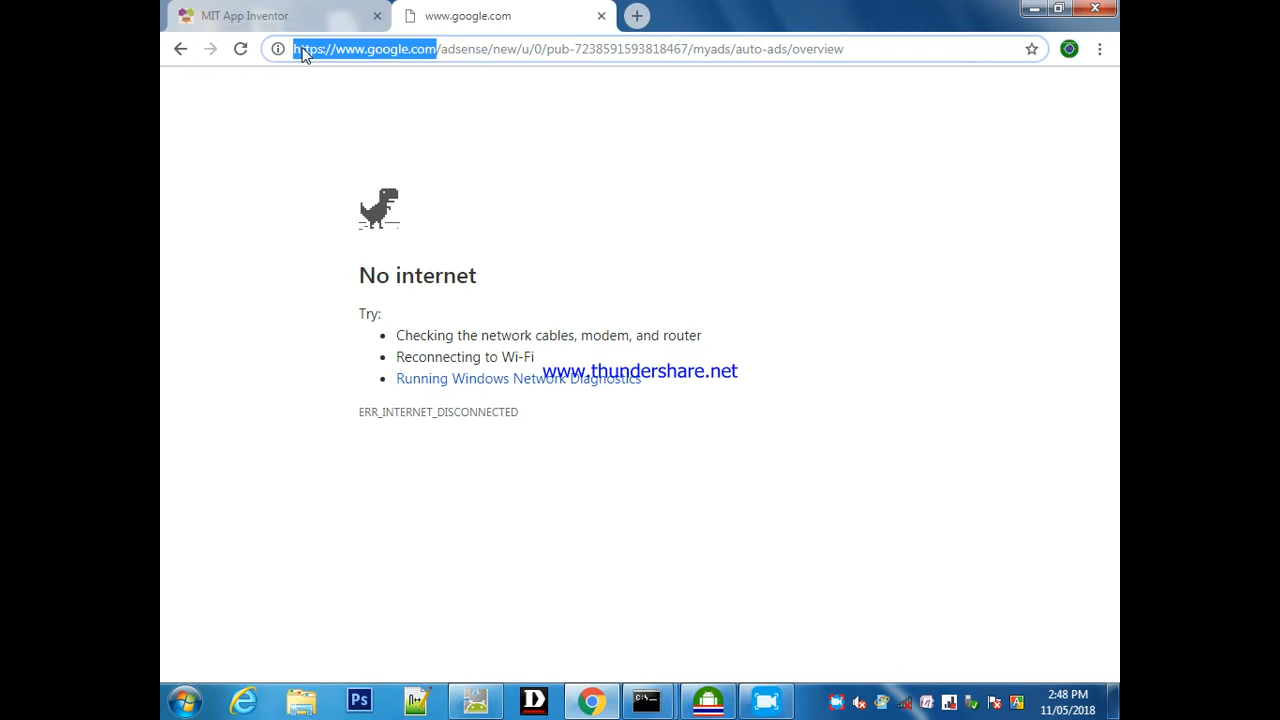 MIT App Inventor
www.google.com
https://www.google.com/adsense/new/u/0/pub-7238591593818467/myads/auto-ads/overview
No internet
Try:
Checking the network cables, modem, and router
Reconnecting to Wi-Fi
Running Windows Network Diagnostics
www.thundershare.net
ERR_INTERNET_DISCONNECTED
Ps
D
C:\_
2:48 PM
11/05/2018